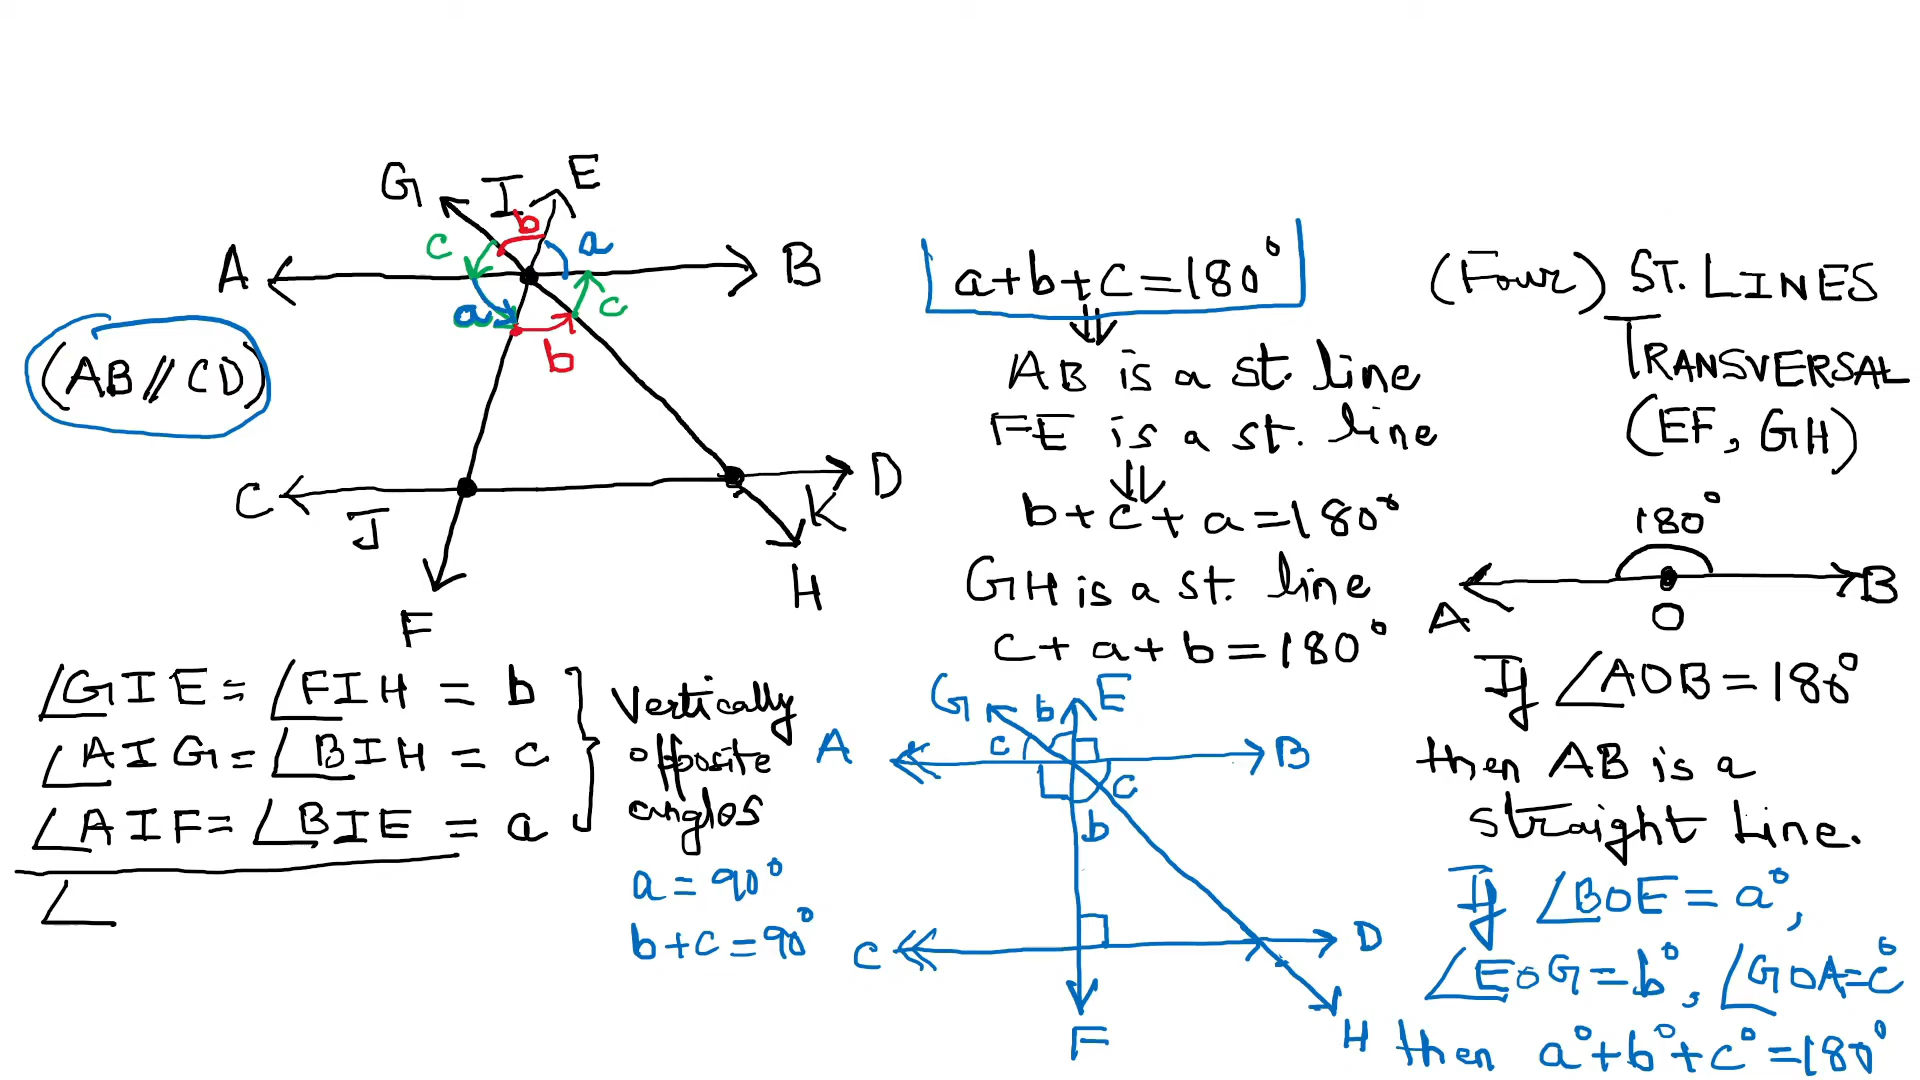 G I E
c b a
A B
a c
b
(AB // CD)
C J K D
F H
∠GIE = ∠FIH = b
∠AIG = ∠BIH = c
∠AIF = ∠BIE = a
Vertically
opposite
angles
∠
a = 90°
b + c = 90°
a + b + c = 180°
⇓
AB is a st. line
FE is a st. line
⇓
b + c + a = 180°
GH is a st. line
c + a + b = 180°
G b E
A c B
c
b
C D
F H
(Four) ST. LINES
TRANSVERSAL
(EF, GH)
180°
A O B
If ∠AOB = 180°
then AB is a
straight Line.
If ∠BOE = a°,
∠EOG = b°, ∠GOA = c°
then a° + b° + c° = 180°